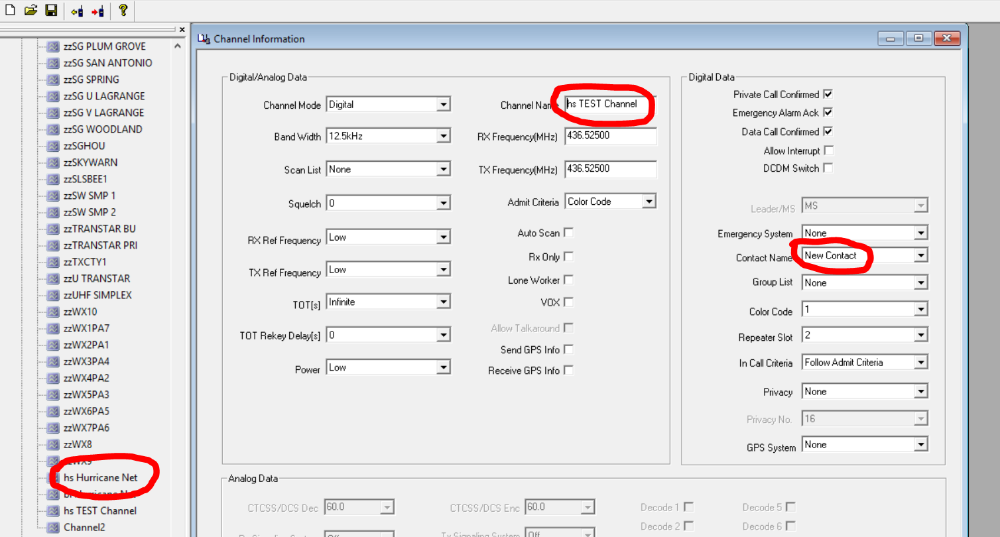 zzSG PLUM GROVE
zzSG SAN ANTONIO
zzSG SPRING
zzSG U LAGRANGE
zzSG V LAGRANGE
zzSG WOODLAND
zzSGHOU
zzSKYWARN
zzSLSBEE1
zzSW SMP 1
zzSW SMP 2
zzTRANSTAR BU
zzTRANSTAR PRI
zzTXCTY1
zzU TRANSTAR
zzUHF SIMPLEX
zzWX10
zzWX1PA7
zzWX2PA1
zzWX3PA4
zzWX4PA2
zzWX5PA3
zzWX6PA5
zzWX7PA6
zzWX8
zzWX9
hs Hurricane Net
hs TEST Channel
Channel2
Channel Information
Digital/Analog Data
Channel Mode Digital
Band Width 12.5kHz
Scan List None
Squelch 0
RX Ref Frequency Low
TX Ref Frequency Low
TOT[s] Infinite
TOT Rekey Delay[s] 0
Power Low
Channel Name hs TEST Channel
RX Frequency(MHz) 436.52500
TX Frequency(MHz) 436.52500
Admit Criteria Color Code
Auto Scan
Rx Only
Lone Worker
VOX
Allow Talkaround
Send GPS Info
Receive GPS Info
Digital Data
Private Call Confirmed
Emergency Alarm Ack
Data Call Confirmed
Allow Interrupt
DCDM Switch
Leader/MS MS
Emergency System None
Contact Name New Contact
Group List None
Color Code 1
Repeater Slot 2
In Call Criteria Follow Admit Criteria
Privacy None
Privacy No. 16
GPS System None
Analog Data
CTCSS/DCS Dec 60.0
CTCSS/DCS Enc 60.0
Decode 1
Decode 5
Decode 2
Decode 6
Off
Off